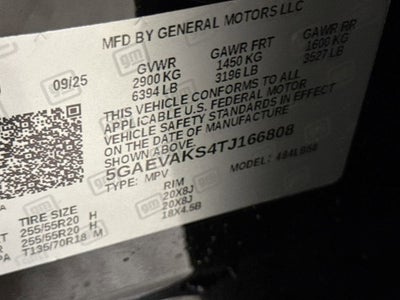 MFD BY GENERAL MOTORS LLC
09/25
GVWR GAWR FRT GAWR RR
2900 KG 1450 KG 1600 KG
6394 LB 3196 LB 3527 LB
THIS VEHICLE CONFORMS TO ALL
APPLICABLE U.S. FEDERAL MOTOR
VEHICLE SAFETY STANDARDS IN EFFECT
ON THE DATE OF MANUFACTURE
SHOWN ABOVE.
5GAEVAKS4TJ166808
TYPE: MPV MODEL:
TIRE SIZE RIM
255/55R20 H 20X8J
255/55R20 H 20X8J
T135/70R18 M 18X4.5B
gm